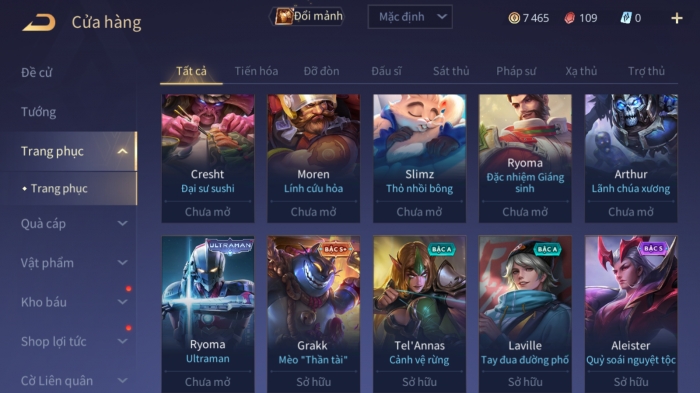 Cửa hàng
Đổi mảnh
Mặc định
7 465
109
0
Đề cử
Tướng
Trang phục
Trang phục
Quà cáp
Vật phẩm
Kho báu
Shop lợi tức
Cờ Liên quân
Tất cả
Tiến hóa
Đỡ đòn
Đấu sĩ
Sát thủ
Pháp sư
Xạ thủ
Trợ thủ
Cresht
Đại sư sushi
Chưa mở
Moren
Lính cứu hỏa
Chưa mở
Slimz
Thỏ nhồi bông
Chưa mở
Ryoma
Đặc nhiệm Giáng
sinh
Chưa mở
Arthur
Lãnh chúa xương
Chưa mở
ULTRAMAN
Ryoma
Ultraman
Chưa mở
BẬC S+
Grakk
Mèo "Thần tài"
Sở hữu
BẬC A
Tel'Annas
Cảnh vệ rừng
Sở hữu
BẬC A
Laville
Tay đua đường phố
Sở hữu
BẬC S
Aleister
Quỷ soái nguyệt tộc
Sở hữu